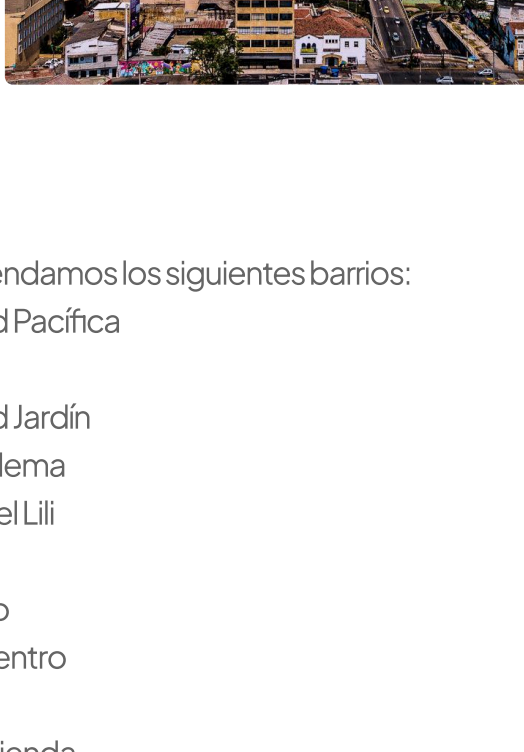 endamos los siguientes barrios:
d Pacífica
d Jardín
lema
el Lili
o
entro